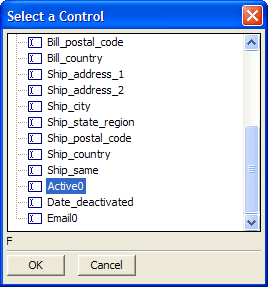 Select a Control
Bill_postal_code
Bill_country
Ship_address_1
Ship_address_2
Ship_city
Ship_state_region
Ship_postal_code
Ship_country
Ship_same
Active0
Date_deactivated
Email0
F
OK Cancel